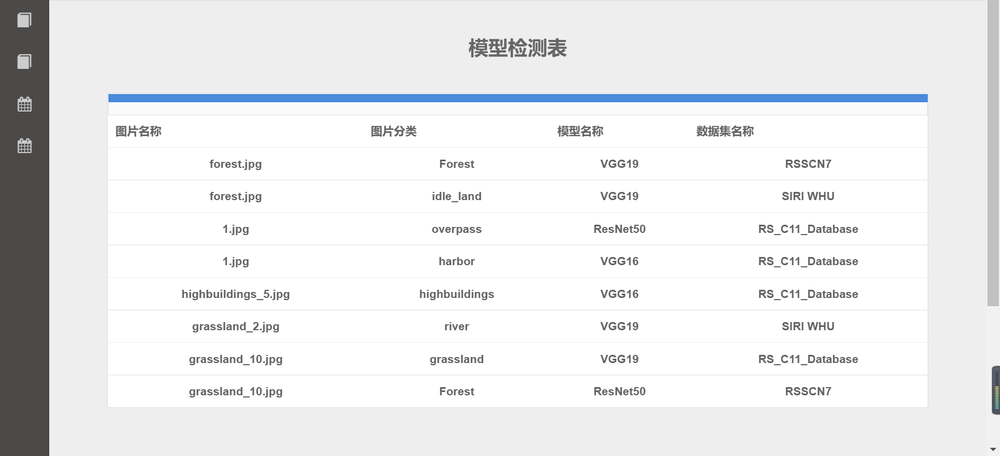 模型检测表
图片名称 图片分类 模型名称 数据集名称
forest.jpg Forest VGG19 RSSCN7
forest.jpg idle_land VGG19 SIRI WHU
1.jpg overpass ResNet50 RS_C11_Database
1.jpg harbor VGG16 RS_C11_Database
highbuildings_5.jpg highbuildings VGG16 RS_C11_Database
grassland_2.jpg river VGG19 SIRI WHU
grassland_10.jpg grassland VGG19 RS_C11_Database
grassland_10.jpg Forest ResNet50 RSSCN7